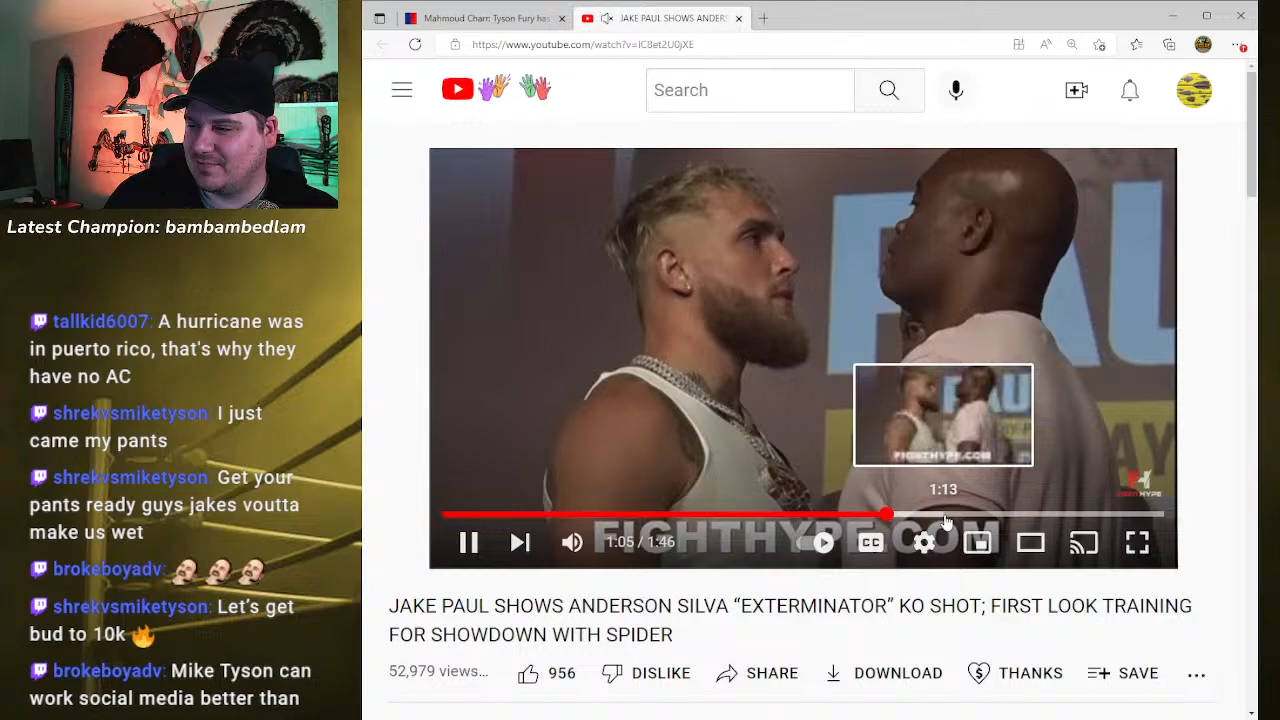 Mahmoud Charr: Tyson Fury has
JAKE PAUL SHOWS ANDERS
https://www.youtube.com/watch?v=IC8et2U0jXE
Search
Latest Champion: bambambedlam
tallkid6007: A hurricane was
in puerto rico, that's why they
have no AC
shrekvsmiketyson: I just
came my pants
shrekvsmiketyson: Get your
pants ready guys jakes voutta
make us wet
brokeboyadv:
shrekvsmiketyson: Let's get
bud to 10k 🔥
brokeboyadv: Mike Tyson can
work social media better than
PAUL
FIGHTHYPE.COM
1:13
FIGHT HYPE
FIGHTHYPE.COM
1:05 / 1:46
CC
JAKE PAUL SHOWS ANDERSON SILVA “EXTERMINATOR” KO SHOT; FIRST LOOK TRAINING
FOR SHOWDOWN WITH SPIDER
52,979 views...
956
DISLIKE
SHARE
DOWNLOAD
THANKS
SAVE